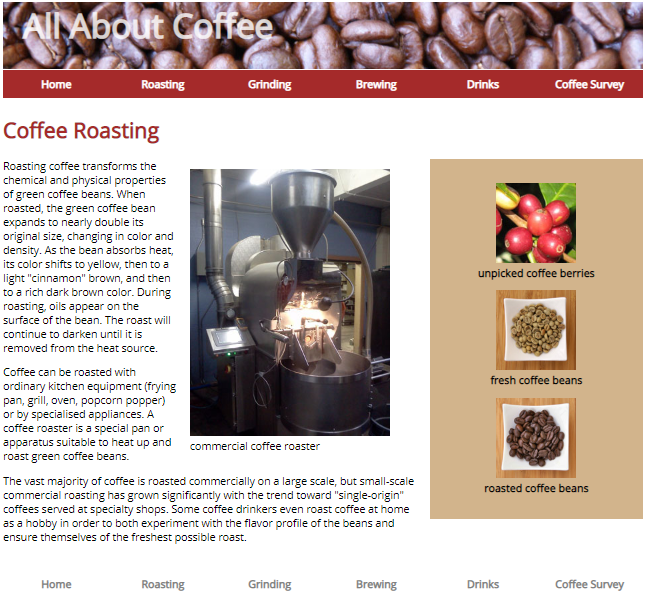 All About Coffee
Home Roasting Grinding Brewing Drinks Coffee Survey
Coffee Roasting
Roasting coffee transforms the
chemical and physical properties
of green coffee beans. When
roasted, the green coffee bean
expands to nearly double its
original size, changing in color and
density. As the bean absorbs heat,
its color shifts to yellow, then to a
light "cinnamon" brown, and then
to a rich dark brown color. During
roasting, oils appear on the
surface of the bean. The roast will
continue to darken until it is
removed from the heat source.
Coffee can be roasted with
ordinary kitchen equipment (frying
pan, grill, oven, popcorn popper)
or by specialised appliances. A
coffee roaster is a special pan or
apparatus suitable to heat up and
roast green coffee beans.
commercial coffee roaster
The vast majority of coffee is roasted commercially on a large scale, but small-scale
commercial roasting has grown significantly with the trend toward "single-origin"
coffees served at specialty shops. Some coffee drinkers even roast coffee at home
as a hobby in order to both experiment with the flavor profile of the beans and
ensure themselves of the freshest possible roast.
unpicked coffee berries
fresh coffee beans
roasted coffee beans
Home Roasting Grinding Brewing Drinks Coffee Survey